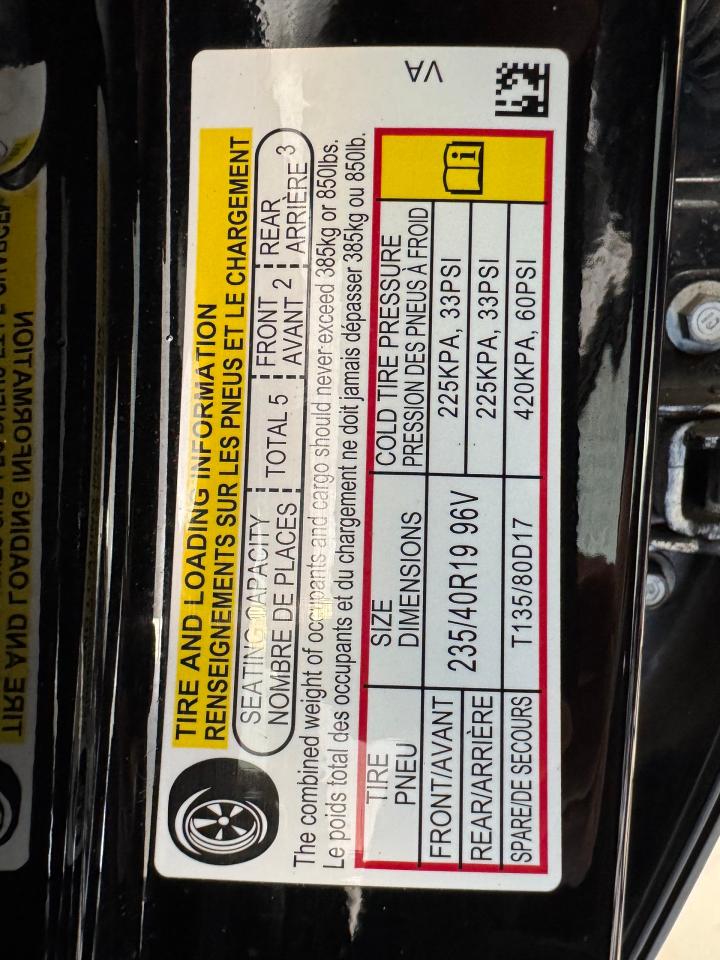 VA
TIRE AND LOADING INFORMATION
RENSEIGNEMENTS SUR LES PNEUS ET LE CHARGEMENT
SEATING CAPACITY
NOMBRE DE PLACES
TOTAL 5
FRONT
AVANT 2
REAR
ARRIÈRE 3
The combined weight of occupants and cargo should never exceed 385kg or 850lbs.
Le poids total des occupants et du chargement ne doit jamais dépasser 385kg ou 850lb.
TIRE
PNEU
SIZE
DIMENSIONS
COLD TIRE PRESSURE
PRESSION DES PNEUS À FROID
FRONT/AVANT
235/40R19 96V
225KPA, 33PSI
REAR/ARRIÈRE
225KPA, 33PSI
SPARE/DE SECOURS
T135/80D17
420KPA, 60PSI
TIRE AND LOADING INFORMATION